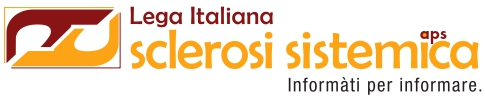 Lega Italiana
sclerosi sistemica aps
Informàti per informare.